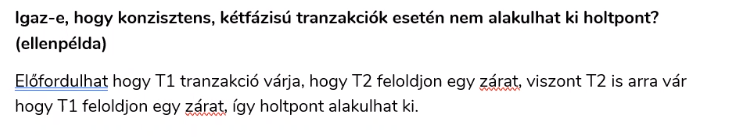 Igaz-e, hogy konzisztens, kétfázisú tranzakciók esetén nem alakulhat ki holtpont?
(ellenpélda)
Előfordulhat hogy T1 tranzakció várja, hogy T2 feloldjon egy zárat, viszont T2 is arra vár
hogy T1 feloldjon egy zárat, így holtpont alakulhat ki.